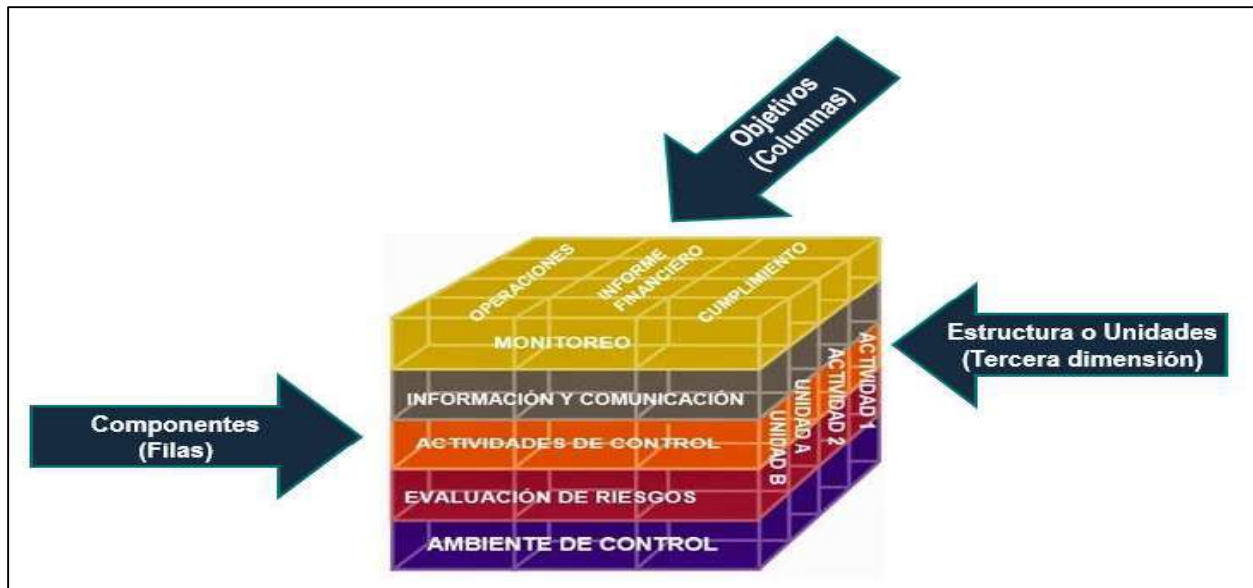 Objetivos
(Columnas)
OPERACIONES
INFORME
FINANCIERO
CUMPLIMIENTO
MONITOREO
INFORMACIÓN Y COMUNICACIÓN
ACTIVIDADES DE CONTROL
EVALUACIÓN DE RIESGOS
AMBIENTE DE CONTROL
UNIDAD B
UNIDAD A
ACTIVIDAD 2
ACTIVIDAD 1
Estructura o Unidades
(Tercera dimensión)
Componentes
(Filas)